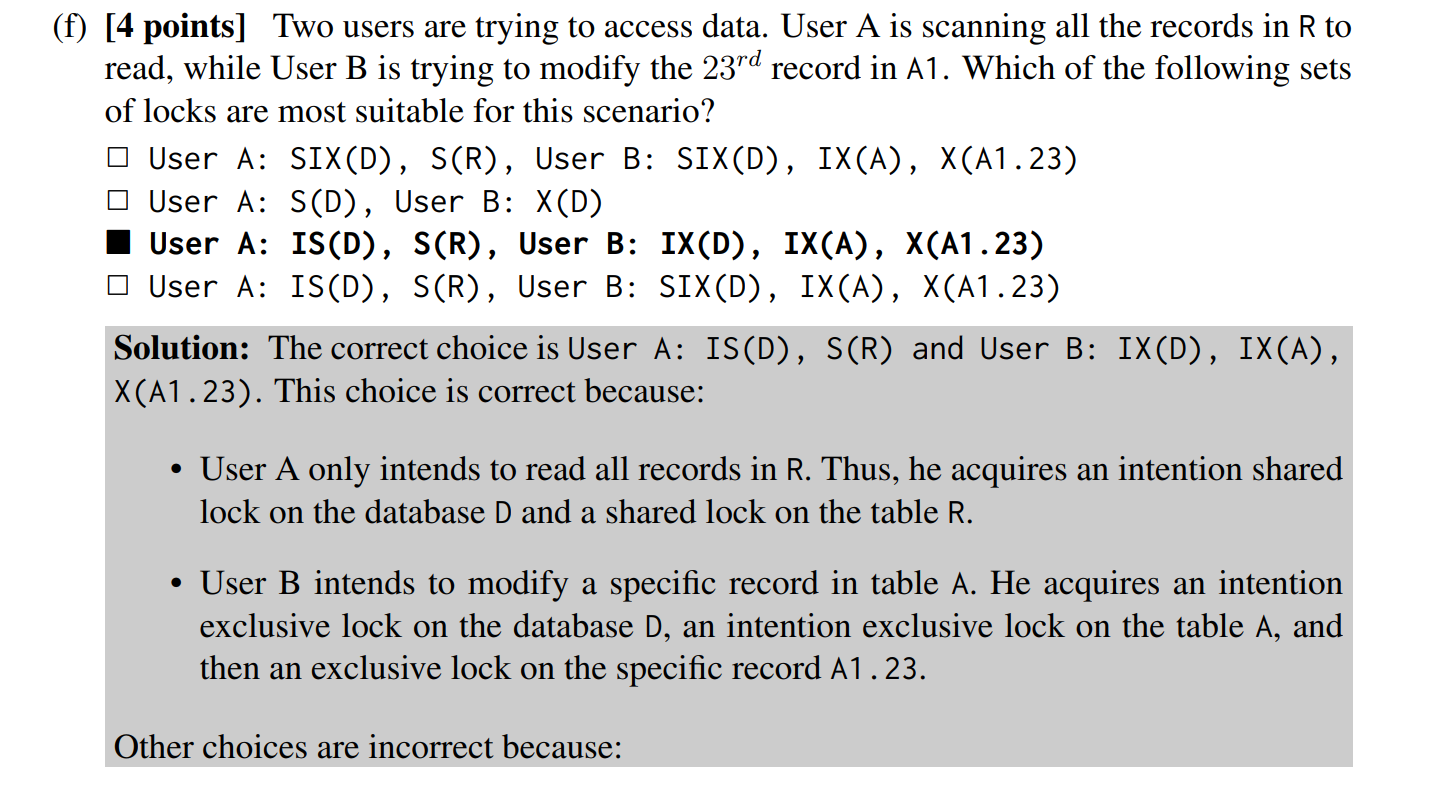 (f) [4 points] Two users are trying to access data. User A is scanning all the records in R to
read, while User B is trying to modify the 23rd record in A1. Which of the following sets
of locks are most suitable for this scenario?
□ User A: SIX(D), S(R), User B: SIX(D), IX(A), X(A1.23)
□ User A: S(D), User B: X(D)
■ User A: IS(D), S(R), User B: IX(D), IX(A), X(A1.23)
□ User A: IS(D), S(R), User B: SIX(D), IX(A), X(A1.23)
Solution: The correct choice is User A: IS(D), S(R) and User B: IX(D), IX(A),
X(A1.23). This choice is correct because:
• User A only intends to read all records in R. Thus, he acquires an intention shared
lock on the database D and a shared lock on the table R.
• User B intends to modify a specific record in table A. He acquires an intention
exclusive lock on the database D, an intention exclusive lock on the table A, and
then an exclusive lock on the specific record A1.23.
Other choices are incorrect because: